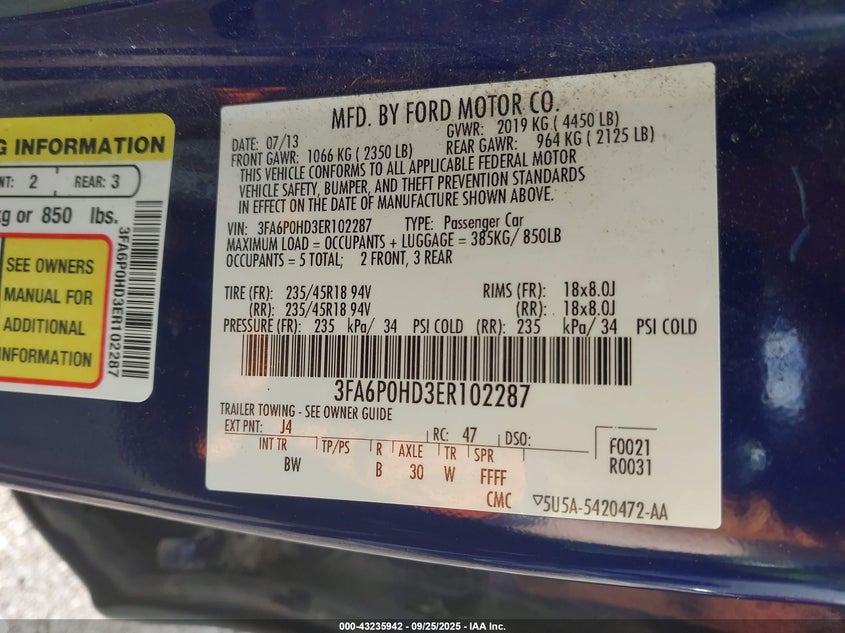 G INFORMATION
NT: 2 REAR: 3
kg or 850 lbs.
SEE OWNERS
MANUAL FOR
ADDITIONAL
INFORMATION
3FA6P0HD3ER102287
MFD. BY FORD MOTOR CO.
DATE: 07/13 GVWR: 2019 KG (4450 LB)
FRONT GAWR: 1066 KG (2350 LB) REAR GAWR: 964 KG (2125 LB)
THIS VEHICLE CONFORMS TO ALL APPLICABLE FEDERAL MOTOR
VEHICLE SAFETY, BUMPER, AND THEFT PREVENTION STANDARDS
IN EFFECT ON THE DATE OF MANUFACTURE SHOWN ABOVE.
VIN: 3FA6P0HD3ER102287 TYPE: Passenger Car
MAXIMUM LOAD = OCCUPANTS + LUGGAGE = 385KG/ 850LB
OCCUPANTS = 5 TOTAL; 2 FRONT, 3 REAR
TIRE (FR): 235/45R18 94V RIMS (FR): 18x8.0J
(RR): 235/45R18 94V (RR): 18x8.0J
PRESSURE (FR): 235 kPa/ 34 PSI COLD (RR): 235 kPa/ 34 PSI COLD
3FA6P0HD3ER102287
TRAILER TOWING - SEE OWNER GUIDE
EXT PNT: J4 RC: 47 DSO: F0021
INT TR TP/PS R AXLE TR SPR R0031
BW B 30 W FFFF
CMC ▽5U5A-5420472-AA
000-43235942 @ 09/25/2025 @ IAA Inc.